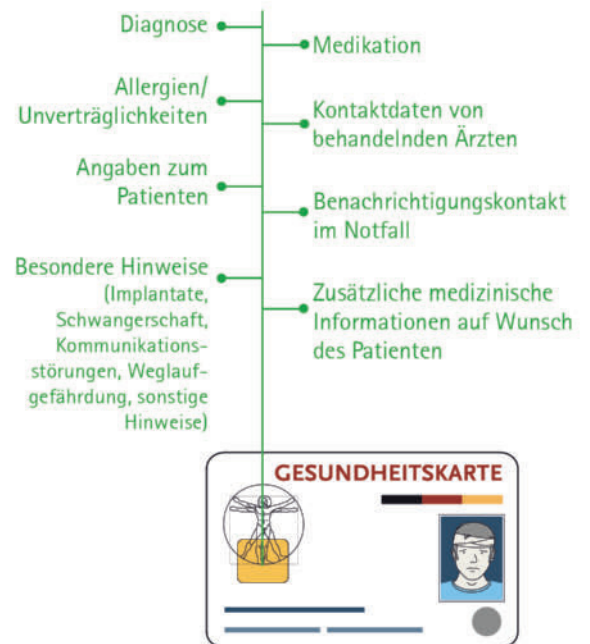 Diagnose
Medikation
Allergien/
Unverträglichkeiten
Kontaktdaten von
behandelnden Ärzten
Angaben zum
Patienten
Benachrichtigungskontakt
im Notfall
Besondere Hinweise
(Implantate,
Schwangerschaft,
Kommunikations-
störungen, Weglauf-
gefährdung, sonstige
Hinweise)
Zusätzliche medizinische
Informationen auf Wunsch
des Patienten
GESUNDHEITSKARTE